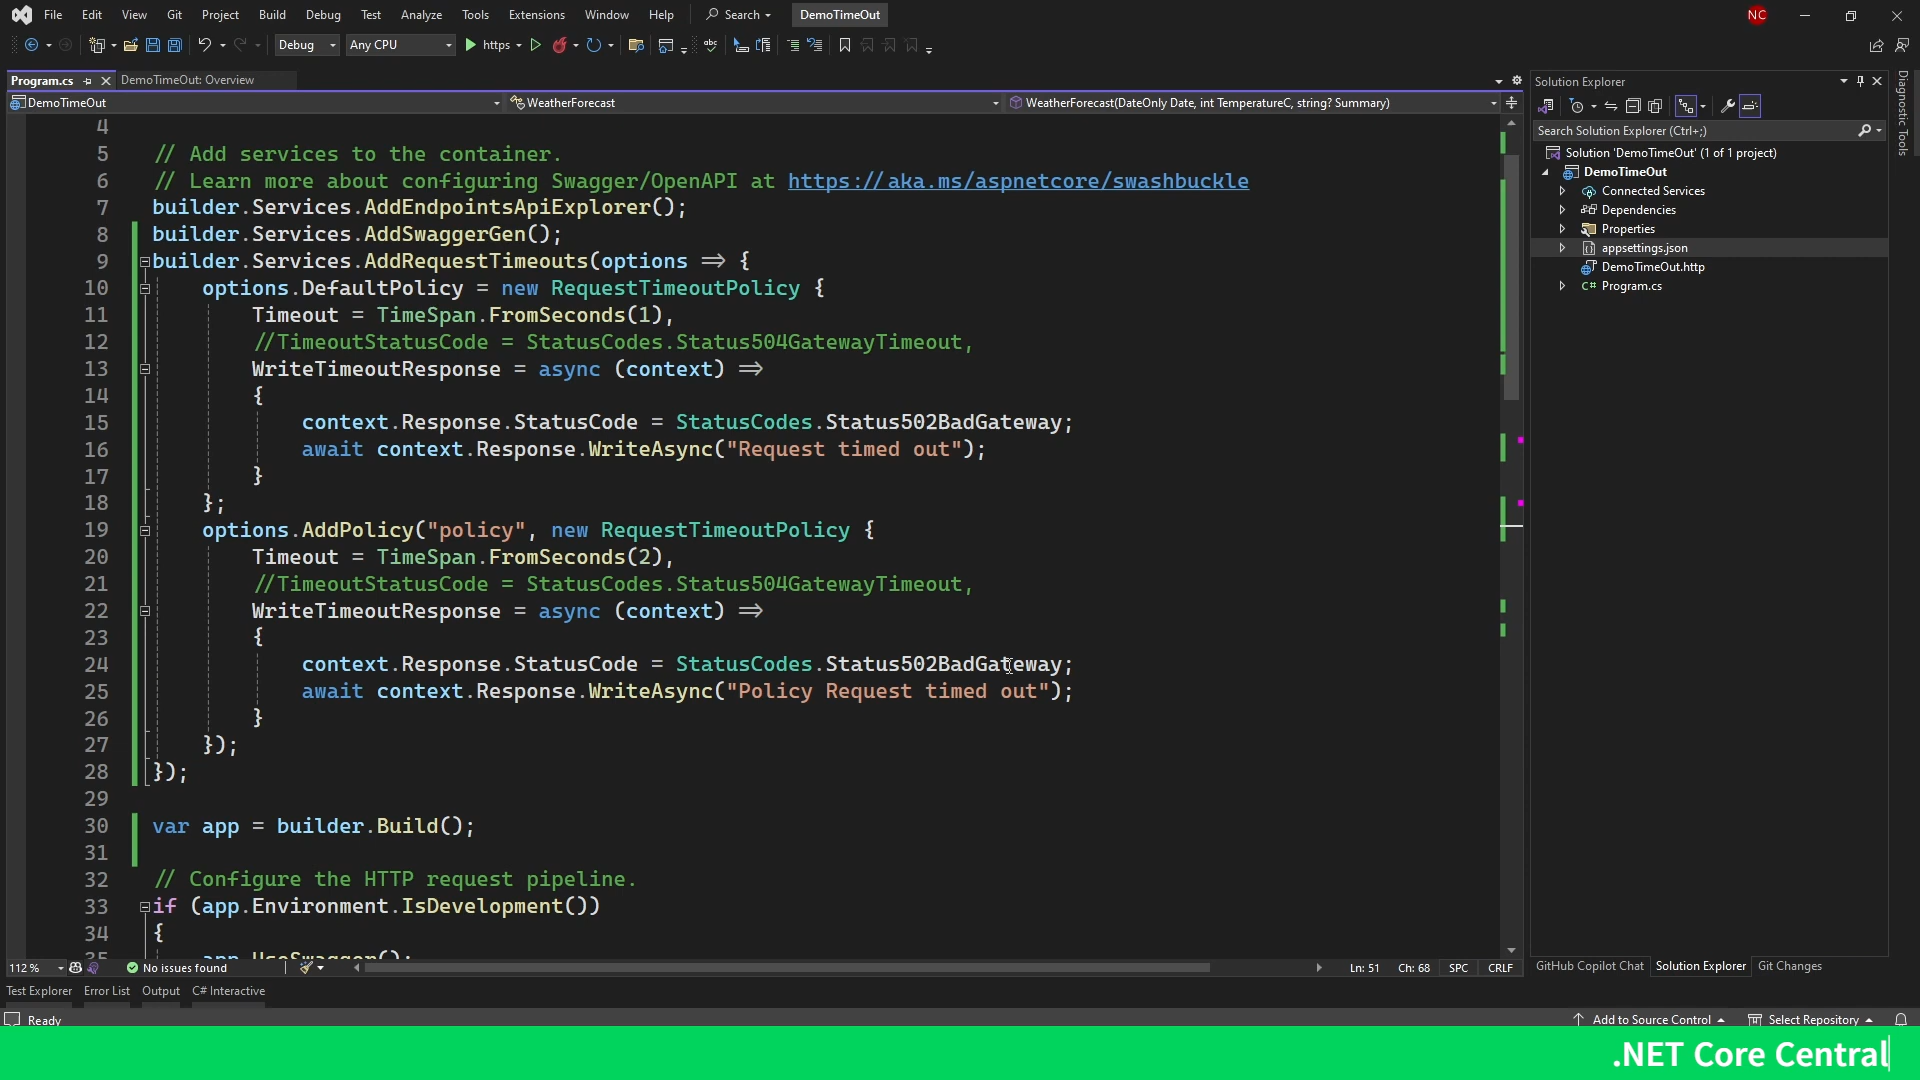 File Edit View Git Project Build Debug Test Analyze Tools Extensions Window Help Search DemoTimeOut NC
Debug Any CPU https
Program.cs DemoTimeOut: Overview
DemoTimeOut WeatherForecast WeatherForecast(DateOnly Date, int TemperatureC, string? Summary)
4
5 // Add services to the container.
6 // Learn more about configuring Swagger/OpenAPI at https://aka.ms/aspnetcore/swashbuckle
7 builder.Services.AddEndpointsApiExplorer();
8 builder.Services.AddSwaggerGen();
9 builder.Services.AddRequestTimeouts(options => {
10 options.DefaultPolicy = new RequestTimeoutPolicy {
11 Timeout = TimeSpan.FromSeconds(1),
12 //TimeoutStatusCode = StatusCodes.Status504GatewayTimeout,
13 WriteTimeoutResponse = async (context) =>
14 {
15 context.Response.StatusCode = StatusCodes.Status502BadGateway;
16 await context.Response.WriteAsync("Request timed out");
17 }
18 };
19 options.AddPolicy("policy", new RequestTimeoutPolicy {
20 Timeout = TimeSpan.FromSeconds(2),
21 //TimeoutStatusCode = StatusCodes.Status504GatewayTimeout,
22 WriteTimeoutResponse = async (context) =>
23 {
24 context.Response.StatusCode = StatusCodes.Status502BadGateway;
25 await context.Response.WriteAsync("Policy Request timed out");
26 }
27 });
28 });
29
30 var app = builder.Build();
31
32 // Configure the HTTP request pipeline.
33 if (app.Environment.IsDevelopment())
34 {
35 app.UseSwagger();
112 % No issues found Ln: 51 Ch: 68 SPC CRLF
Test Explorer Error List Output C# Interactive
Solution Explorer
Search Solution Explorer (Ctrl+;)
Solution 'DemoTimeOut' (1 of 1 project)
DemoTimeOut
Connected Services
Dependencies
Properties
appsettings.json
DemoTimeOut.http
C# Program.cs
GitHub Copilot Chat Solution Explorer Git Changes
Diagnostic Tools
Ready Add to Source Control Select Repository
.NET Core Central